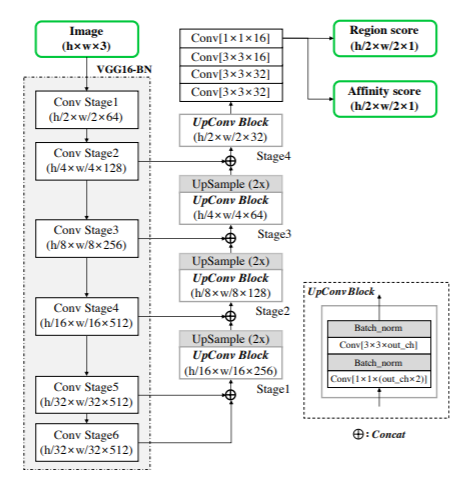 Image
(h×w×3)
VGG16-BN
Conv Stage1
(h/2×w/2×64)
Conv Stage2
(h/4×w/4×128)
Conv Stage3
(h/8×w/8×256)
Conv Stage4
(h/16×w/16×512)
Conv Stage5
(h/32×w/32×512)
Conv Stage6
(h/32×w/32×512)
Conv[1×1×16]
Conv[3×3×16]
Conv[3×3×32]
Conv[3×3×32]
UpConv Block
(h/2×w/2×32)
Stage4
UpSample (2x)
UpConv Block
(h/4×w/4×64)
Stage3
UpSample (2x)
UpConv Block
(h/8×w/8×128)
Stage2
UpSample (2x)
UpConv Block
(h/16×w/16×256)
Stage1
Region score
(h/2×w/2×1)
Affinity score
(h/2×w/2×1)
UpConv Block
Batch_norm
Conv[3×3×out_ch]
Batch_norm
Conv[1×1×(out_ch×2)]
⊕: Concat